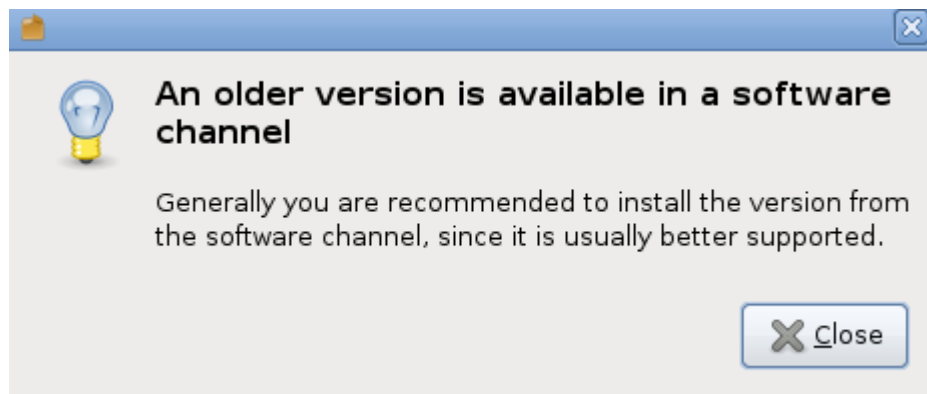 An older version is available in a software
channel
Generally you are recommended to install the version from
the software channel, since it is usually better supported.
Close